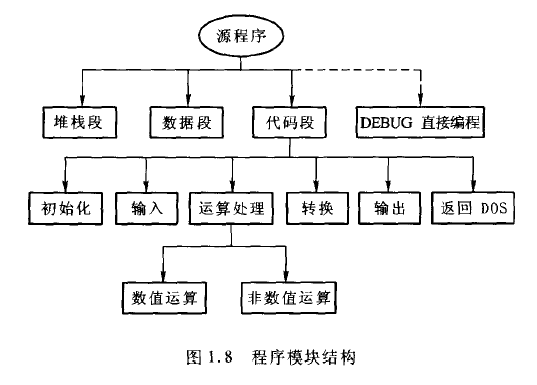 源程序
堆栈段 数据段 代码段 DEBUG 直接编程
初始化 输入 运算处理 转换 输出 返回 DOS
数值运算 非数值运算
图1.8 程序模块结构